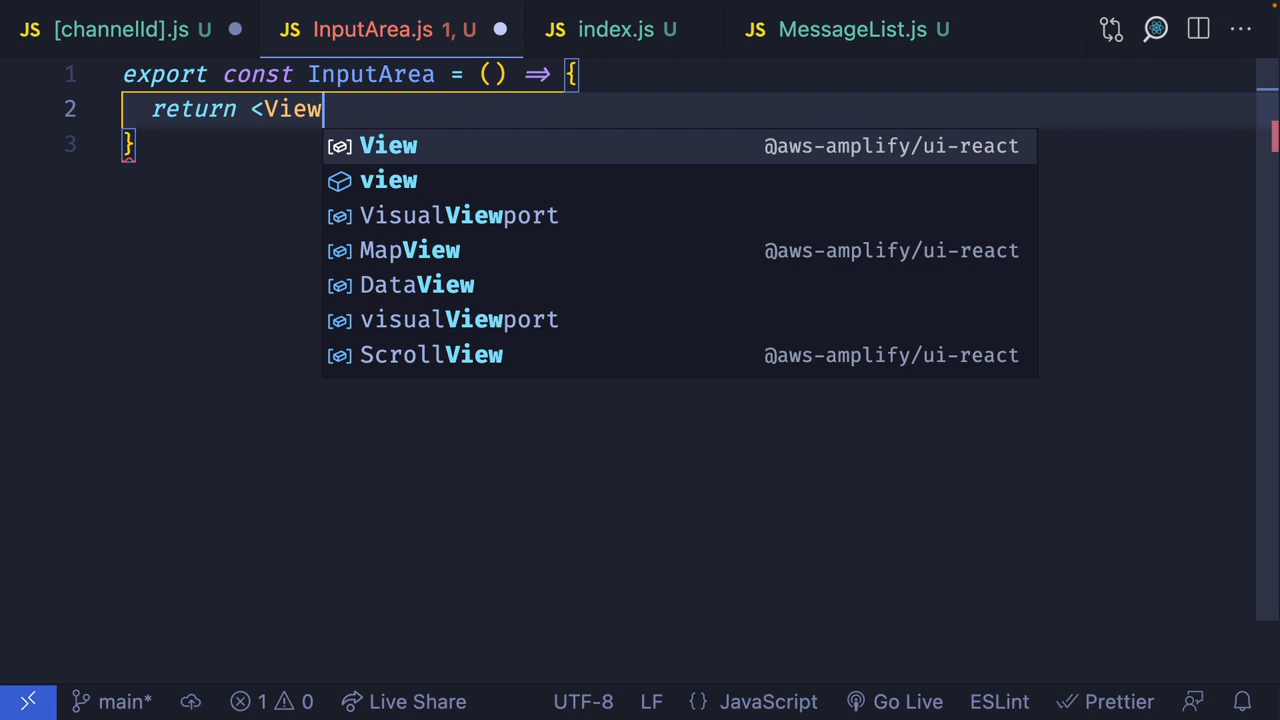 JS [channelId].js U JS InputArea.js 1, U JS index.js U JS MessageList.js U
1 export const InputArea = () => {
2 return <View
3 }
View @aws-amplify/ui-react
view
VisualViewport
MapView @aws-amplify/ui-react
DataView
visualViewport
ScrollView @aws-amplify/ui-react
main* 1 0 Live Share UTF-8 LF {} JavaScript Go Live ESLint Prettier